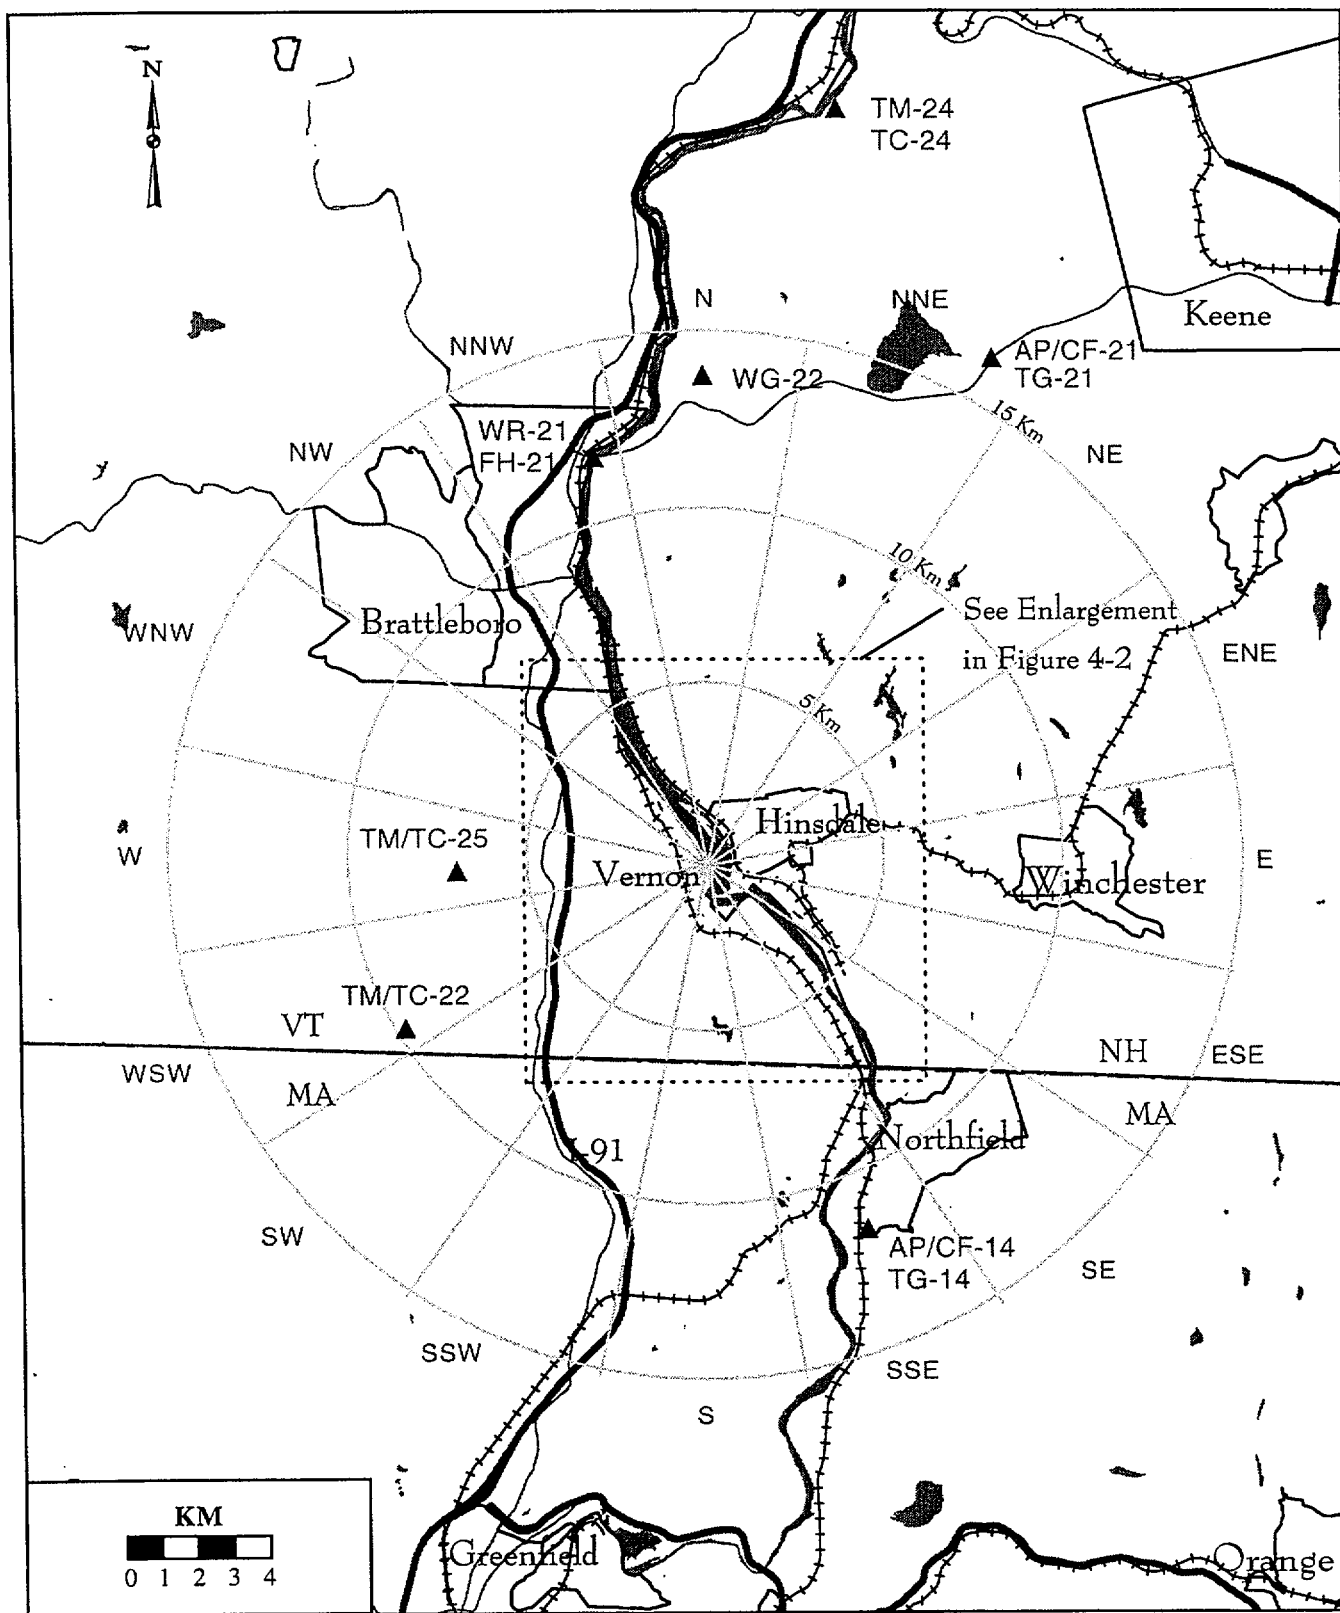 N
TM-24
TC-24
N
NNE
Keene
NNW
AP/CF-21
TG-21
WG-22
15 Km
WR-21
FH-21
NW
NE
10 Km
See Enlargement
in Figure 4-2
Brattleboro
WNW
ENE
5 Km
Hinsdale
TM/TC-25
W
Vernon
Winchester
E
TM/TC-22
VT
NH
ESE
WSW
MA
MA
Northfield
I-91
SW
AP/CF-14
TG-14
SE
SSW
SSE
S
KM
0 1 2 3 4
Greenfield
Orange